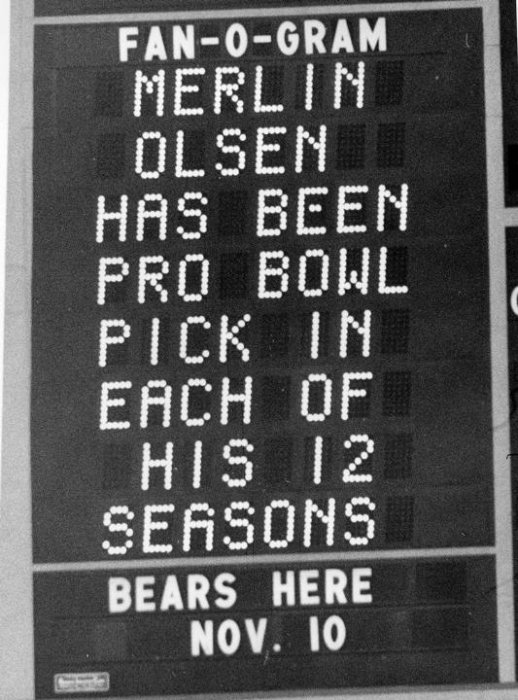 FAN-O-GRAM
MERLIN
OLSEN
HAS BEEN
PRO BOWL
PICK IN
EACH OF
HIS 12
SEASONS
BEARS HERE
NOV. 10